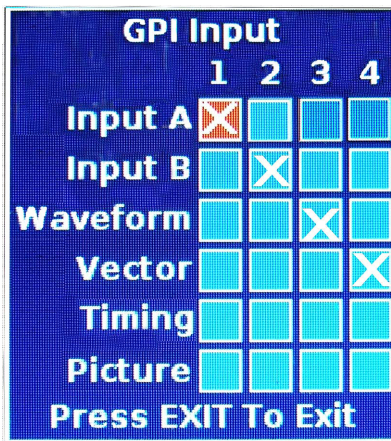 GPI Input
1 2 3 4
Input A
Input B
Waveform
Vector
Timing
Picture
Press EXIT To Exit